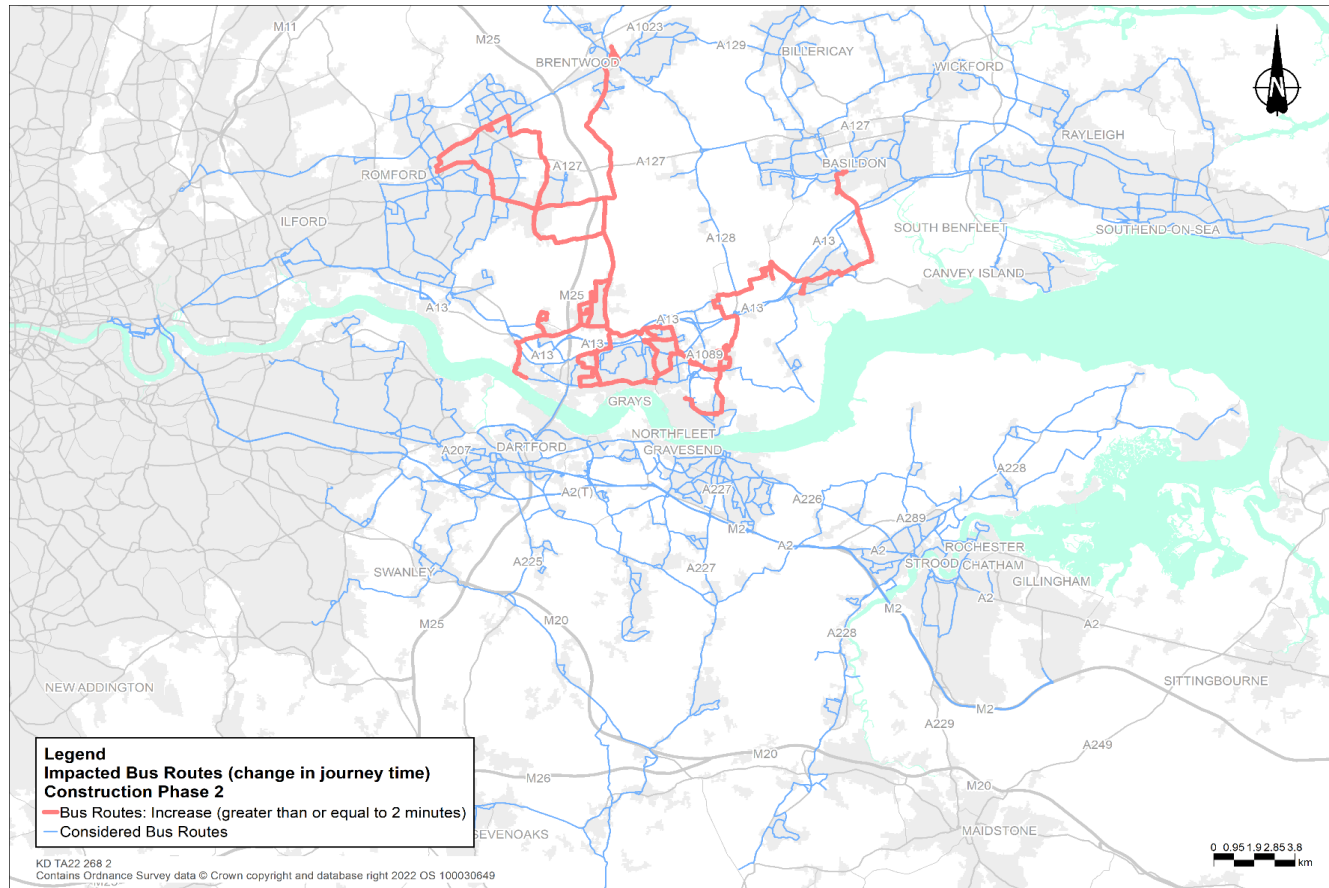 M11
A1023
M25
A129
BILLERICAY
BRENTWOOD
WICKFORD
N
A127
RAYLEIGH
A127
A127
BASILDON
ROMFORD
ILFORD
SOUTH BENFLEET
SOUTHEND-ON-SEA
A128
A13
CANVEY ISLAND
M25
A13
A13
A13
A13
A13
A1089
GRAYS
NORTHFLEET
GRAVESEND
DARTFORD
A207
A228
A2(T)
A227
A226
A289
M2
A2
A2
ROCHESTER
STROOD
CHATHAM
GILLINGHAM
SWANLEY
A225
A227
A2
M2
M25
M20
A228
A2
NEW ADDINGTON
SITTINGBOURNE
M2
A229
A249
M20
M26
M20
SEVENOAKS
MAIDSTONE
Legend
Impacted Bus Routes (change in journey time)
Construction Phase 2
Bus Routes: Increase (greater than or equal to 2 minutes)
Considered Bus Routes
0 0.95 1.9 2.85 3.8
km
KD TA22 268 2
Contains Ordnance Survey data © Crown copyright and database right 2022 OS 100030649